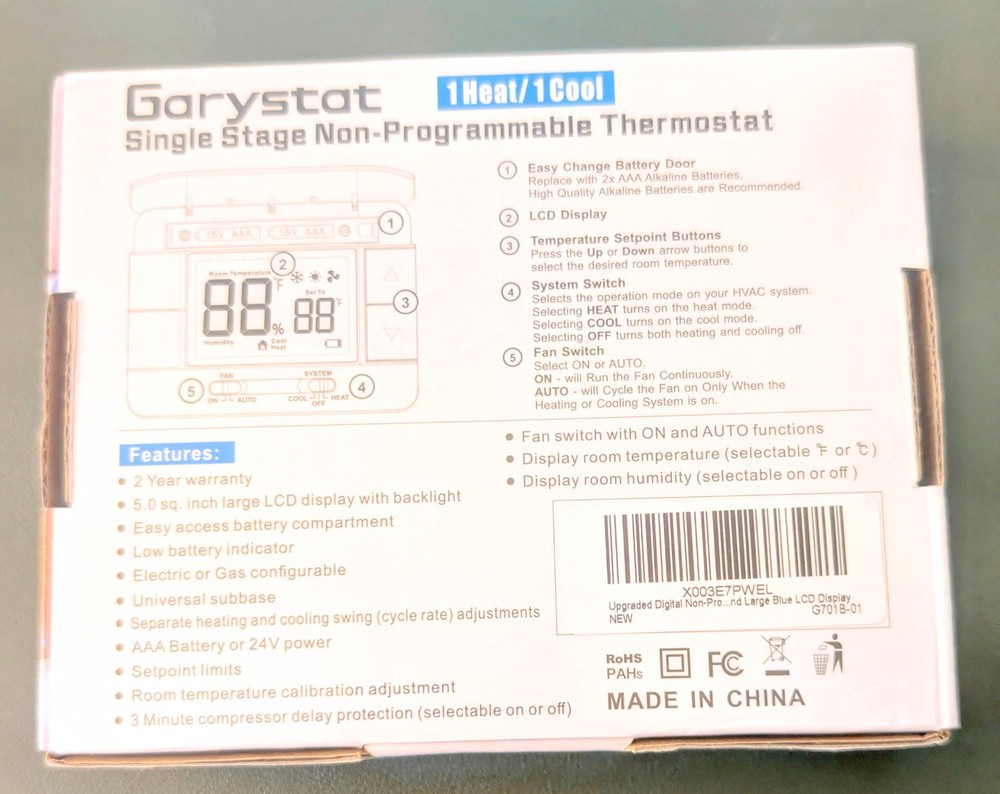 Garystat 1Heat/1Cool
Single Stage Non-Programmable Thermostat
1
2
3
4
5
1.5V AAA 1.5V AAA
Room Temperature
88 °F
%
Humidity
Set To
88 °F
Cool
Heat
FAN
ON AUTO
SYSTEM
COOL OFF HEAT
1 Easy Change Battery Door
Replace with 2x AAA Alkaline Batteries,
High Quality Alkaline Batteries are Recommended.
2 LCD Display
3 Temperature Setpoint Buttons
Press the Up or Down arrow buttons to
select the desired room temperature.
4 System Switch
Selects the operation mode on your HVAC system.
Selecting HEAT turns on the heat mode.
Selecting COOL turns on the cool mode.
Selecting OFF turns both heating and cooling off.
5 Fan Switch
Select ON or AUTO.
ON - will Run the Fan Continuously.
AUTO - will Cycle the Fan on Only When the
Heating or Cooling System is on.
Features:
• 2 Year warranty
• 5.0 sq. inch large LCD display with backlight
• Easy access battery compartment
• Low battery indicator
• Electric or Gas configurable
• Universal subbase
• Separate heating and cooling swing (cycle rate) adjustments
• AAA Battery or 24V power
• Setpoint limits
• Room temperature calibration adjustment
• 3 Minute compressor delay protection (selectable on or off)
• Fan switch with ON and AUTO functions
• Display room temperature (selectable °F or °C)
• Display room humidity (selectable on or off )
X003E7PWEL
Upgraded Digital Non-Pro...nd Large Blue LCD Display
NEW G701B-01
RoHS
PAHs
FC
MADE IN CHINA